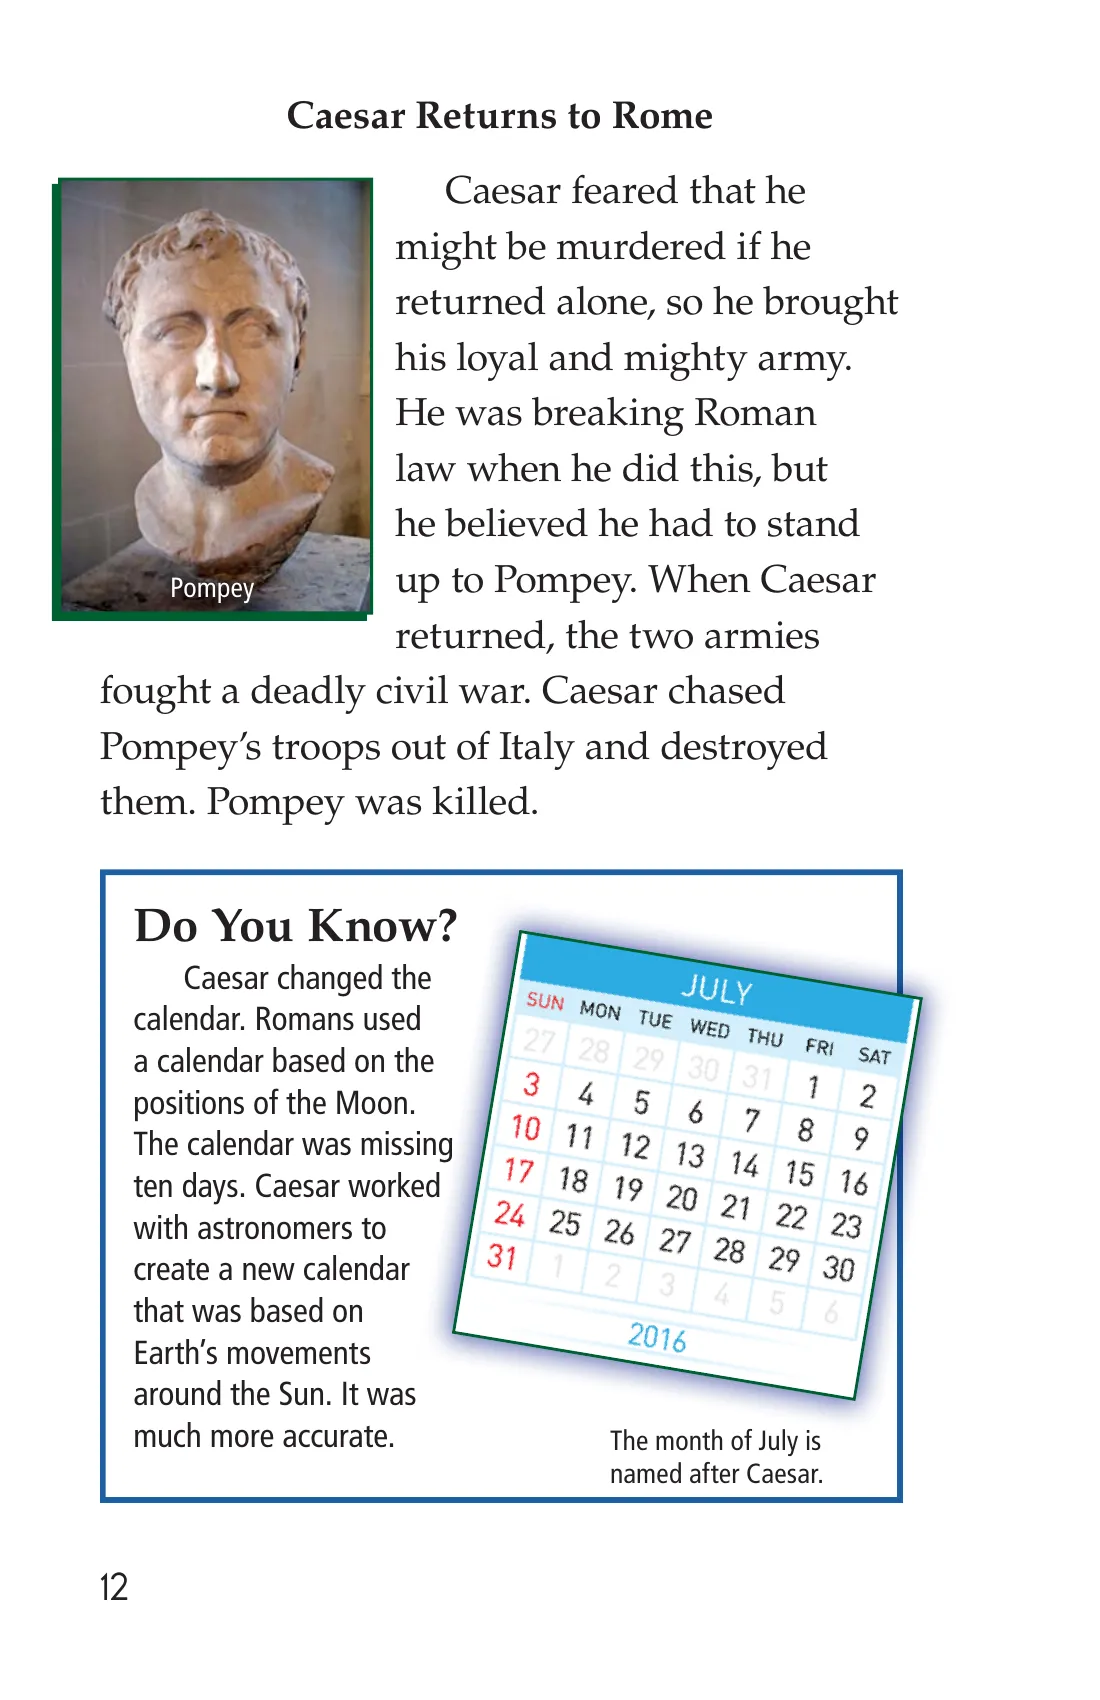 Caesar Returns to Rome
Caesar feared that he
might be murdered if he
returned alone, so he brought
his loyal and mighty army.
He was breaking Roman
law when he did this, but
he believed he had to stand
up to Pompey. When Caesar
returned, the two armies
fought a deadly civil war. Caesar chased
Pompey’s troops out of Italy and destroyed
them. Pompey was killed.
Pompey
Do You Know?
Caesar changed the
calendar. Romans used
a calendar based on the
positions of the Moon.
The calendar was missing
ten days. Caesar worked
with astronomers to
create a new calendar
that was based on
Earth’s movements
around the Sun. It was
much more accurate.
JULY
SUN MON TUE WED THU FRI SAT
27 28 29 30 31 1 2
3 4 5 6 7 8 9
10 11 12 13 14 15 16
17 18 19 20 21 22 23
24 25 26 27 28 29 30
31 1 2 3 4 5 6
2016
The month of July is
named after Caesar.
12